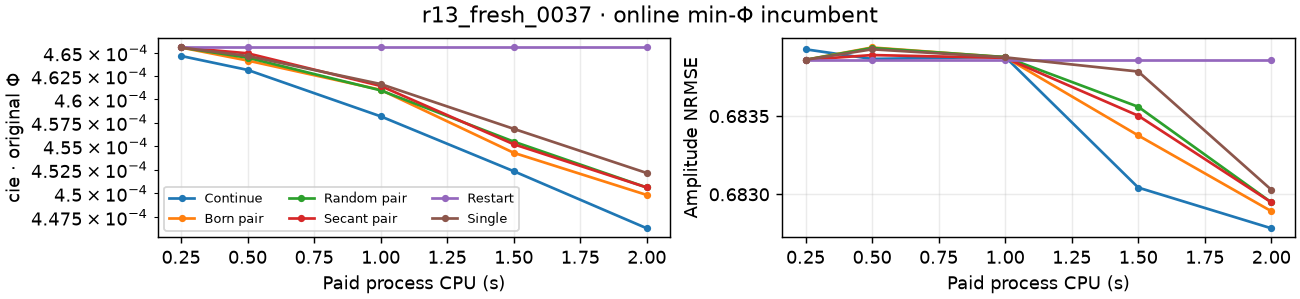 r13_fresh_0037 · online min-Φ incumbent
cie · original Φ
4.65 × 10⁻⁴
4.625 × 10⁻⁴
4.6 × 10⁻⁴
4.575 × 10⁻⁴
4.55 × 10⁻⁴
4.525 × 10⁻⁴
4.5 × 10⁻⁴
4.475 × 10⁻⁴
Continue
Born pair
Random pair
Secant pair
Restart
Single
0.25 0.50 0.75 1.00 1.25 1.50 1.75 2.00
Paid process CPU (s)
Amplitude NRMSE
0.6835
0.6830
0.25 0.50 0.75 1.00 1.25 1.50 1.75 2.00
Paid process CPU (s)